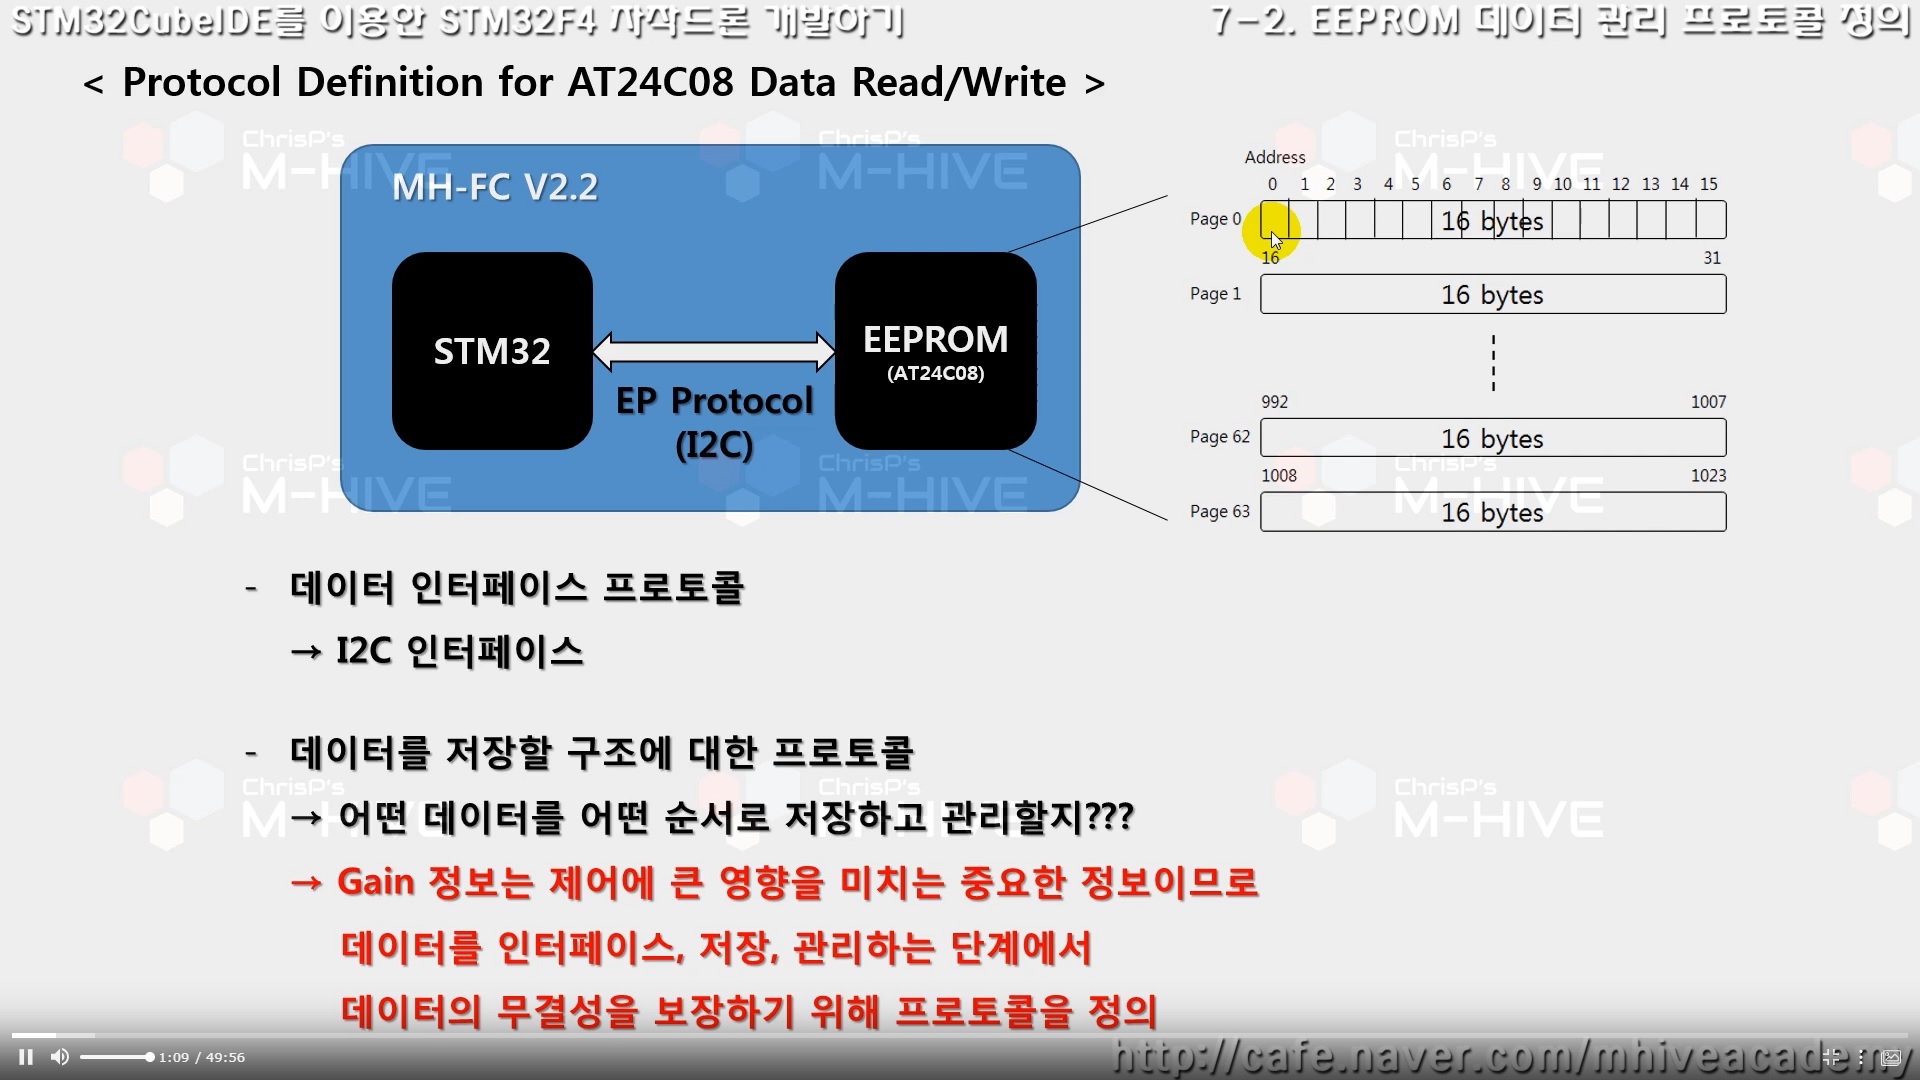 STM32CubeIDE를 이용한 STM32F4 자작드론 개발하기
7-2. EEPROM 데이터 관리 프로토콜 정의
< Protocol Definition for AT24C08 Data Read/Write >
MH-FC V2.2
STM32
EEPROM
(AT24C08)
EP Protocol
(I2C)
Address
0 1 2 3 4 5 6 7 8 9 10 11 12 13 14 15
Page 0 16 bytes
16 31
Page 1 16 bytes
992 1007
Page 62 16 bytes
1008 1023
Page 63 16 bytes
- 데이터 인터페이스 프로토콜
→ I2C 인터페이스
- 데이터를 저장할 구조에 대한 프로토콜
→ 어떤 데이터를 어떤 순서로 저장하고 관리할지???
→ Gain 정보는 제어에 큰 영향을 미치는 중요한 정보이므로
데이터를 인터페이스, 저장, 관리하는 단계에서
데이터의 무결성을 보장하기 위해 프로토콜을 정의
ChrisP's
M-HIVE
1:09 / 49:56
http://cafe.naver.com/mhiveacademy